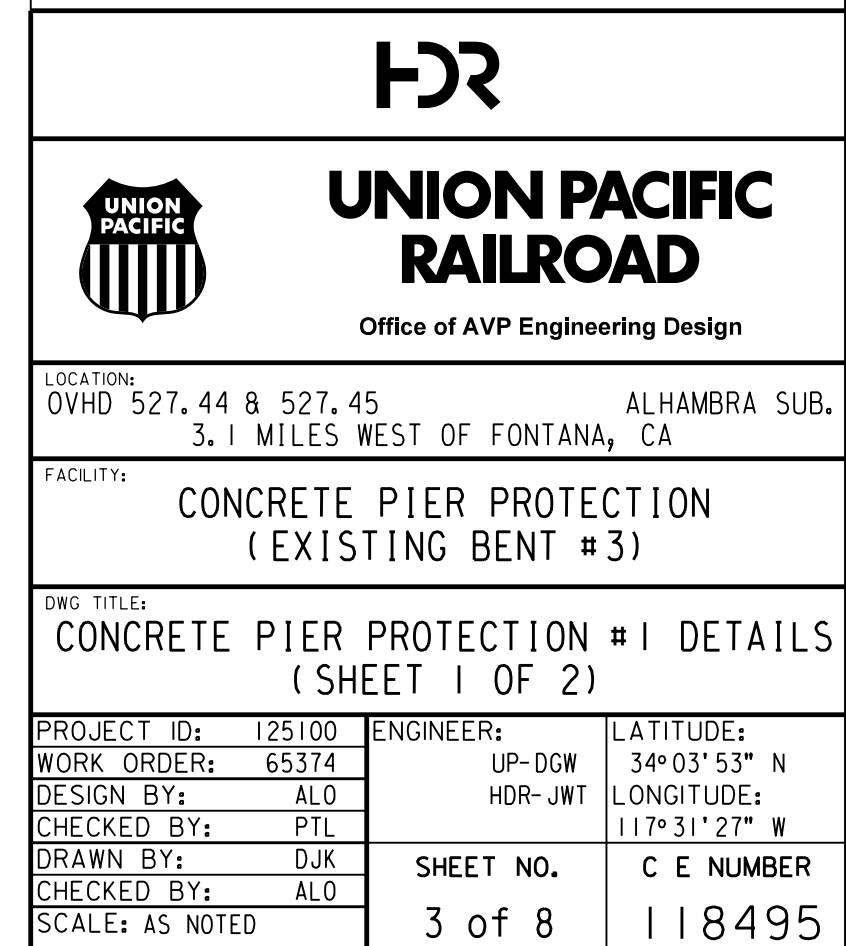 HDR
UNION
PACIFIC
UNION PACIFIC
RAILROAD
Office of AVP Engineering Design
LOCATION:
OVHD 527.44 & 527.45 ALHAMBRA SUB.
3.1 MILES WEST OF FONTANA, CA
FACILITY:
CONCRETE PIER PROTECTION
(EXISTING BENT #3)
DWG TITLE:
CONCRETE PIER PROTECTION #1 DETAILS
(SHEET 1 OF 2)
PROJECT ID: 125100
WORK ORDER: 65374
DESIGN BY: ALO
CHECKED BY: PTL
DRAWN BY: DJK
CHECKED BY: ALO
SCALE: AS NOTED
ENGINEER:
UP-DGW
HDR-JWT
LATITUDE:
34°03'53" N
LONGITUDE:
117°31'27" W
SHEET NO.
3 of 8
C E NUMBER
118495